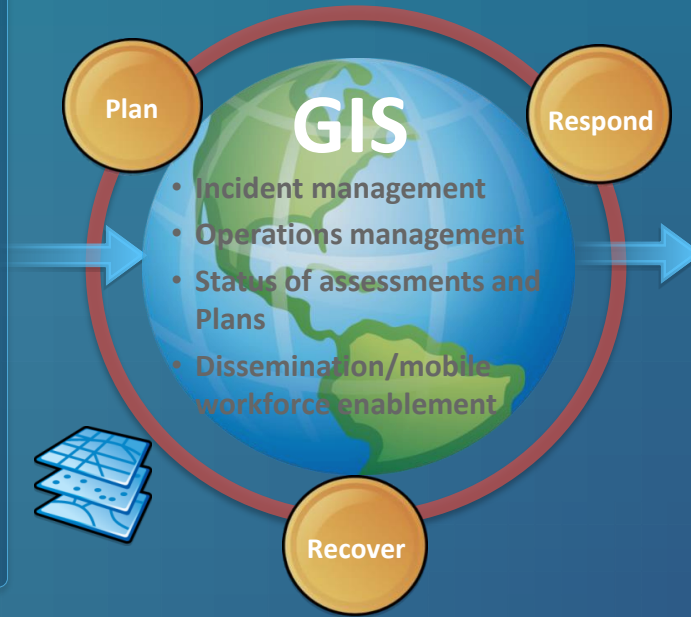 Plan
GIS
Respond
• Incident management
• Operations management
• Status of assessments and
Plans
• Dissemination/mobile
workforce enablement
Recover